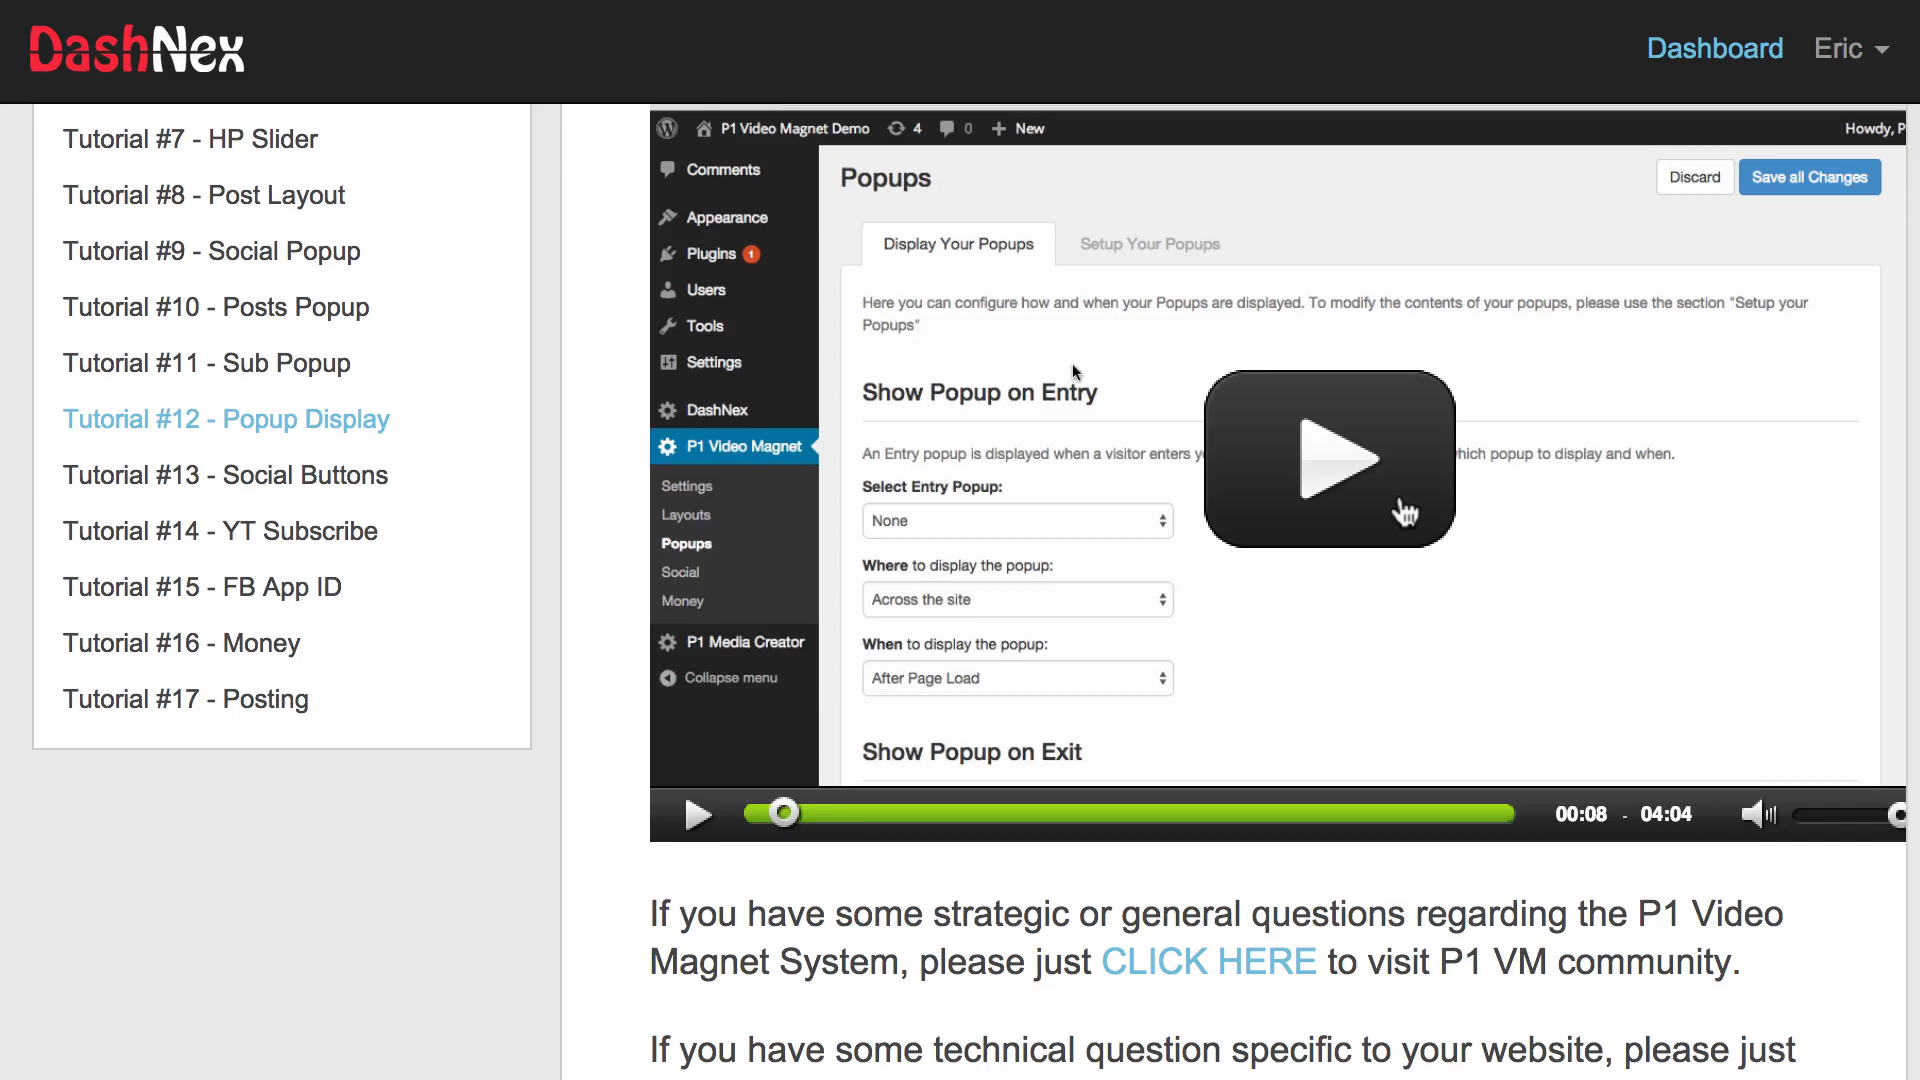 DashNex
Dashboard
Eric
Tutorial #7 - HP Slider
Tutorial #8 - Post Layout
Tutorial #9 - Social Popup
Tutorial #10 - Posts Popup
Tutorial #11 - Sub Popup
Tutorial #12 - Popup Display
Tutorial #13 - Social Buttons
Tutorial #14 - YT Subscribe
Tutorial #15 - FB App ID
Tutorial #16 - Money
Tutorial #17 - Posting
P1 Video Magnet Demo
4
0
New
Howdy, P
Comments
Appearance
Plugins 1
Users
Tools
Settings
DashNex
P1 Video Magnet
Settings
Layouts
Popups
Social
Money
P1 Media Creator
Collapse menu
Popups
Discard
Save all Changes
Display Your Popups
Setup Your Popups
Here you can configure how and when your Popups are displayed. To modify the contents of your popups, please use the section "Setup your
Popups"
Show Popup on Entry
An Entry popup is displayed when a visitor enters y hich popup to display and when.
Select Entry Popup:
None
Where to display the popup:
Across the site
When to display the popup:
After Page Load
Show Popup on Exit
00:08 - 04:04
If you have some strategic or general questions regarding the P1 Video
Magnet System, please just CLICK HERE to visit P1 VM community.
If you have some technical question specific to your website, please just